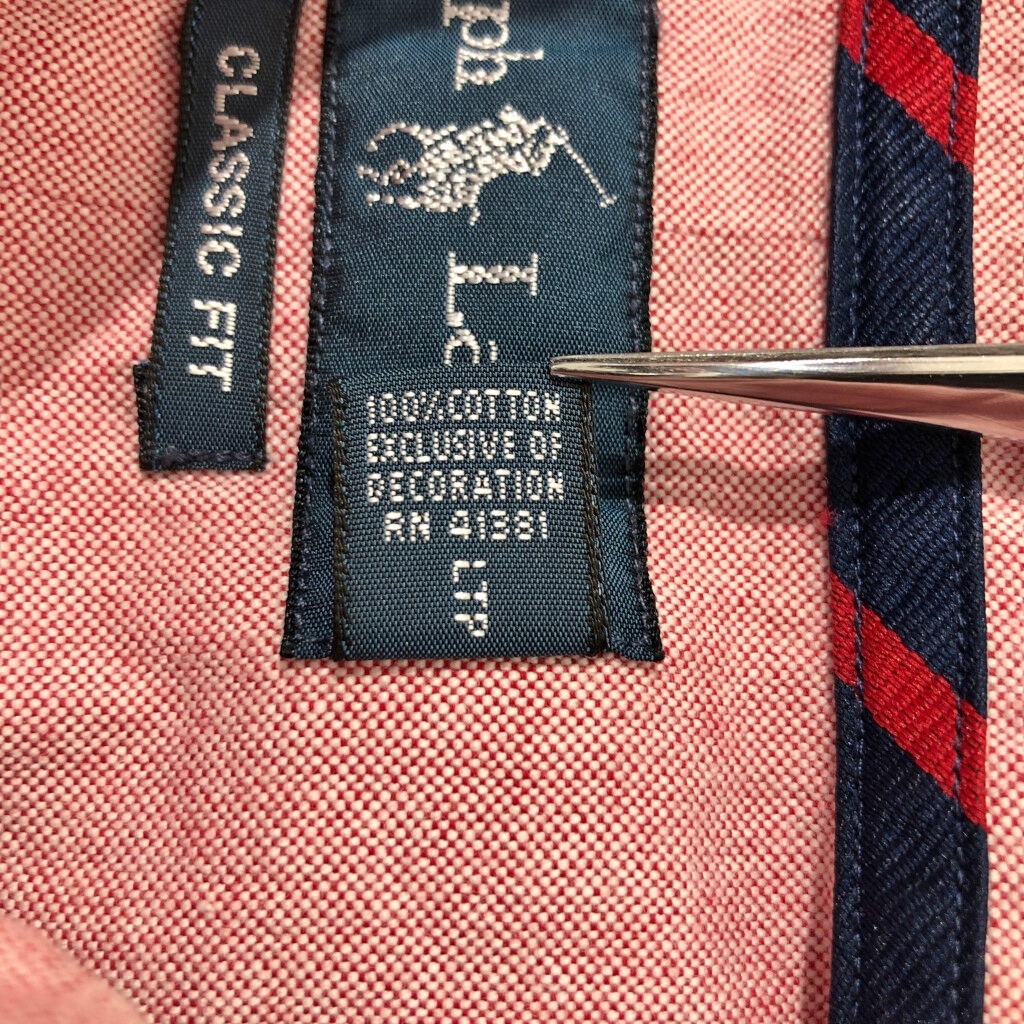 CLASSIC FIT
ph L
100% COTTON
EXCLUSIVE OF
DECORATION
RN 41381
LTP